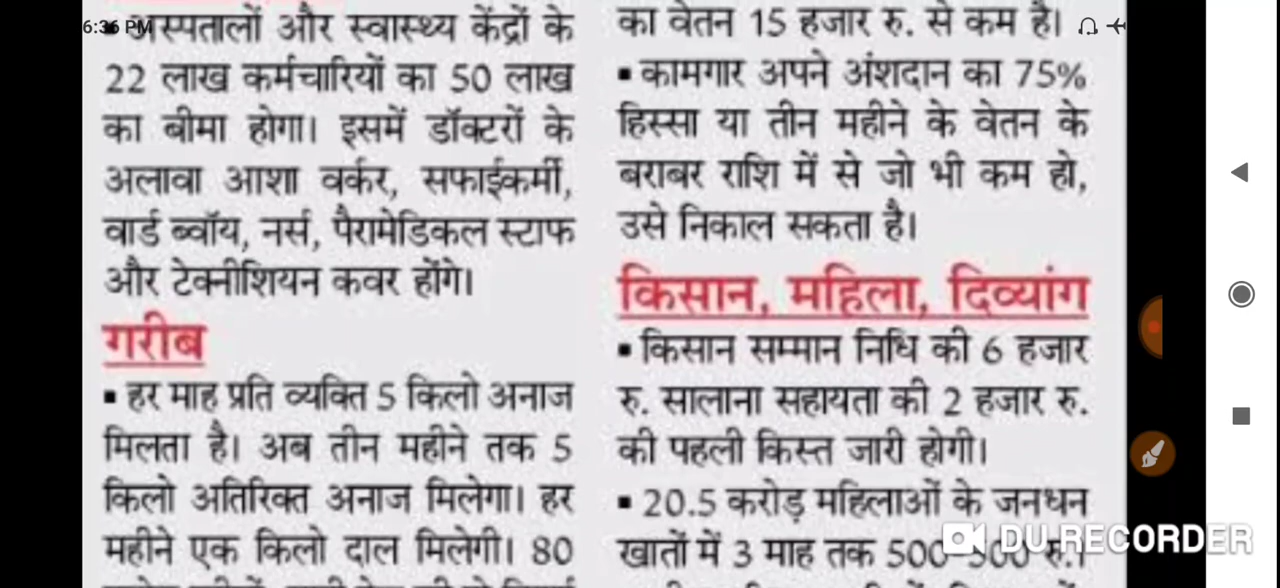 6:36 PM
अस्पतालों और स्वास्थ्य केंद्रों के
22 लाख कर्मचारियों का 50 लाख
का बीमा होगा। इसमें डॉक्टरों के
अलावा आशा वर्कर, सफाईकर्मी,
वार्ड ब्वॉय, नर्स, पैरामेडिकल स्टाफ
और टेक्नीशियन कवर होंगे।
गरीब
▪ हर माह प्रति व्यक्ति 5 किलो अनाज
मिलता है। अब तीन महीने तक 5
किलो अतिरिक्त अनाज मिलेगा। हर
महीने एक किलो दाल मिलेगी। 80
का वेतन 15 हजार रु. से कम है।
▪ कामगार अपने अंशदान का 75%
हिस्सा या तीन महीने के वेतन के
बराबर राशि में से जो भी कम हो,
उसे निकाल सकता है।
किसान, महिला, दिव्यांग
▪ किसान सम्मान निधि की 6 हजार
रु. सालाना सहायता की 2 हजार रु.
की पहली किस्त जारी होगी।
▪ 20.5 करोड़ महिलाओं के जनधन
खातों में 3 माह तक 500-500 रु.।
DU RECORDER